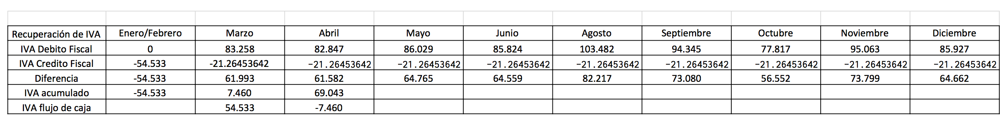 Recuperación de IVA Enero/Febrero Marzo Abril Mayo Junio Agosto Septiembre Octubre Noviembre Diciembre
IVA Debito Fiscal 0 83.258 82.847 86.029 85.824 103.482 94.345 77.817 95.063 85.927
IVA Credito Fiscal -54.533 -21.26453642 -21.26453642 -21.26453642 -21.26453642 -21.26453642 -21.26453642 -21.26453642 -21.26453642 -21.26453642
Diferencia -54.533 61.993 61.582 64.765 64.559 82.217 73.080 56.552 73.799 64.662
IVA acumulado -54.533 7.460 69.043
IVA flujo de caja 54.533 -7.460